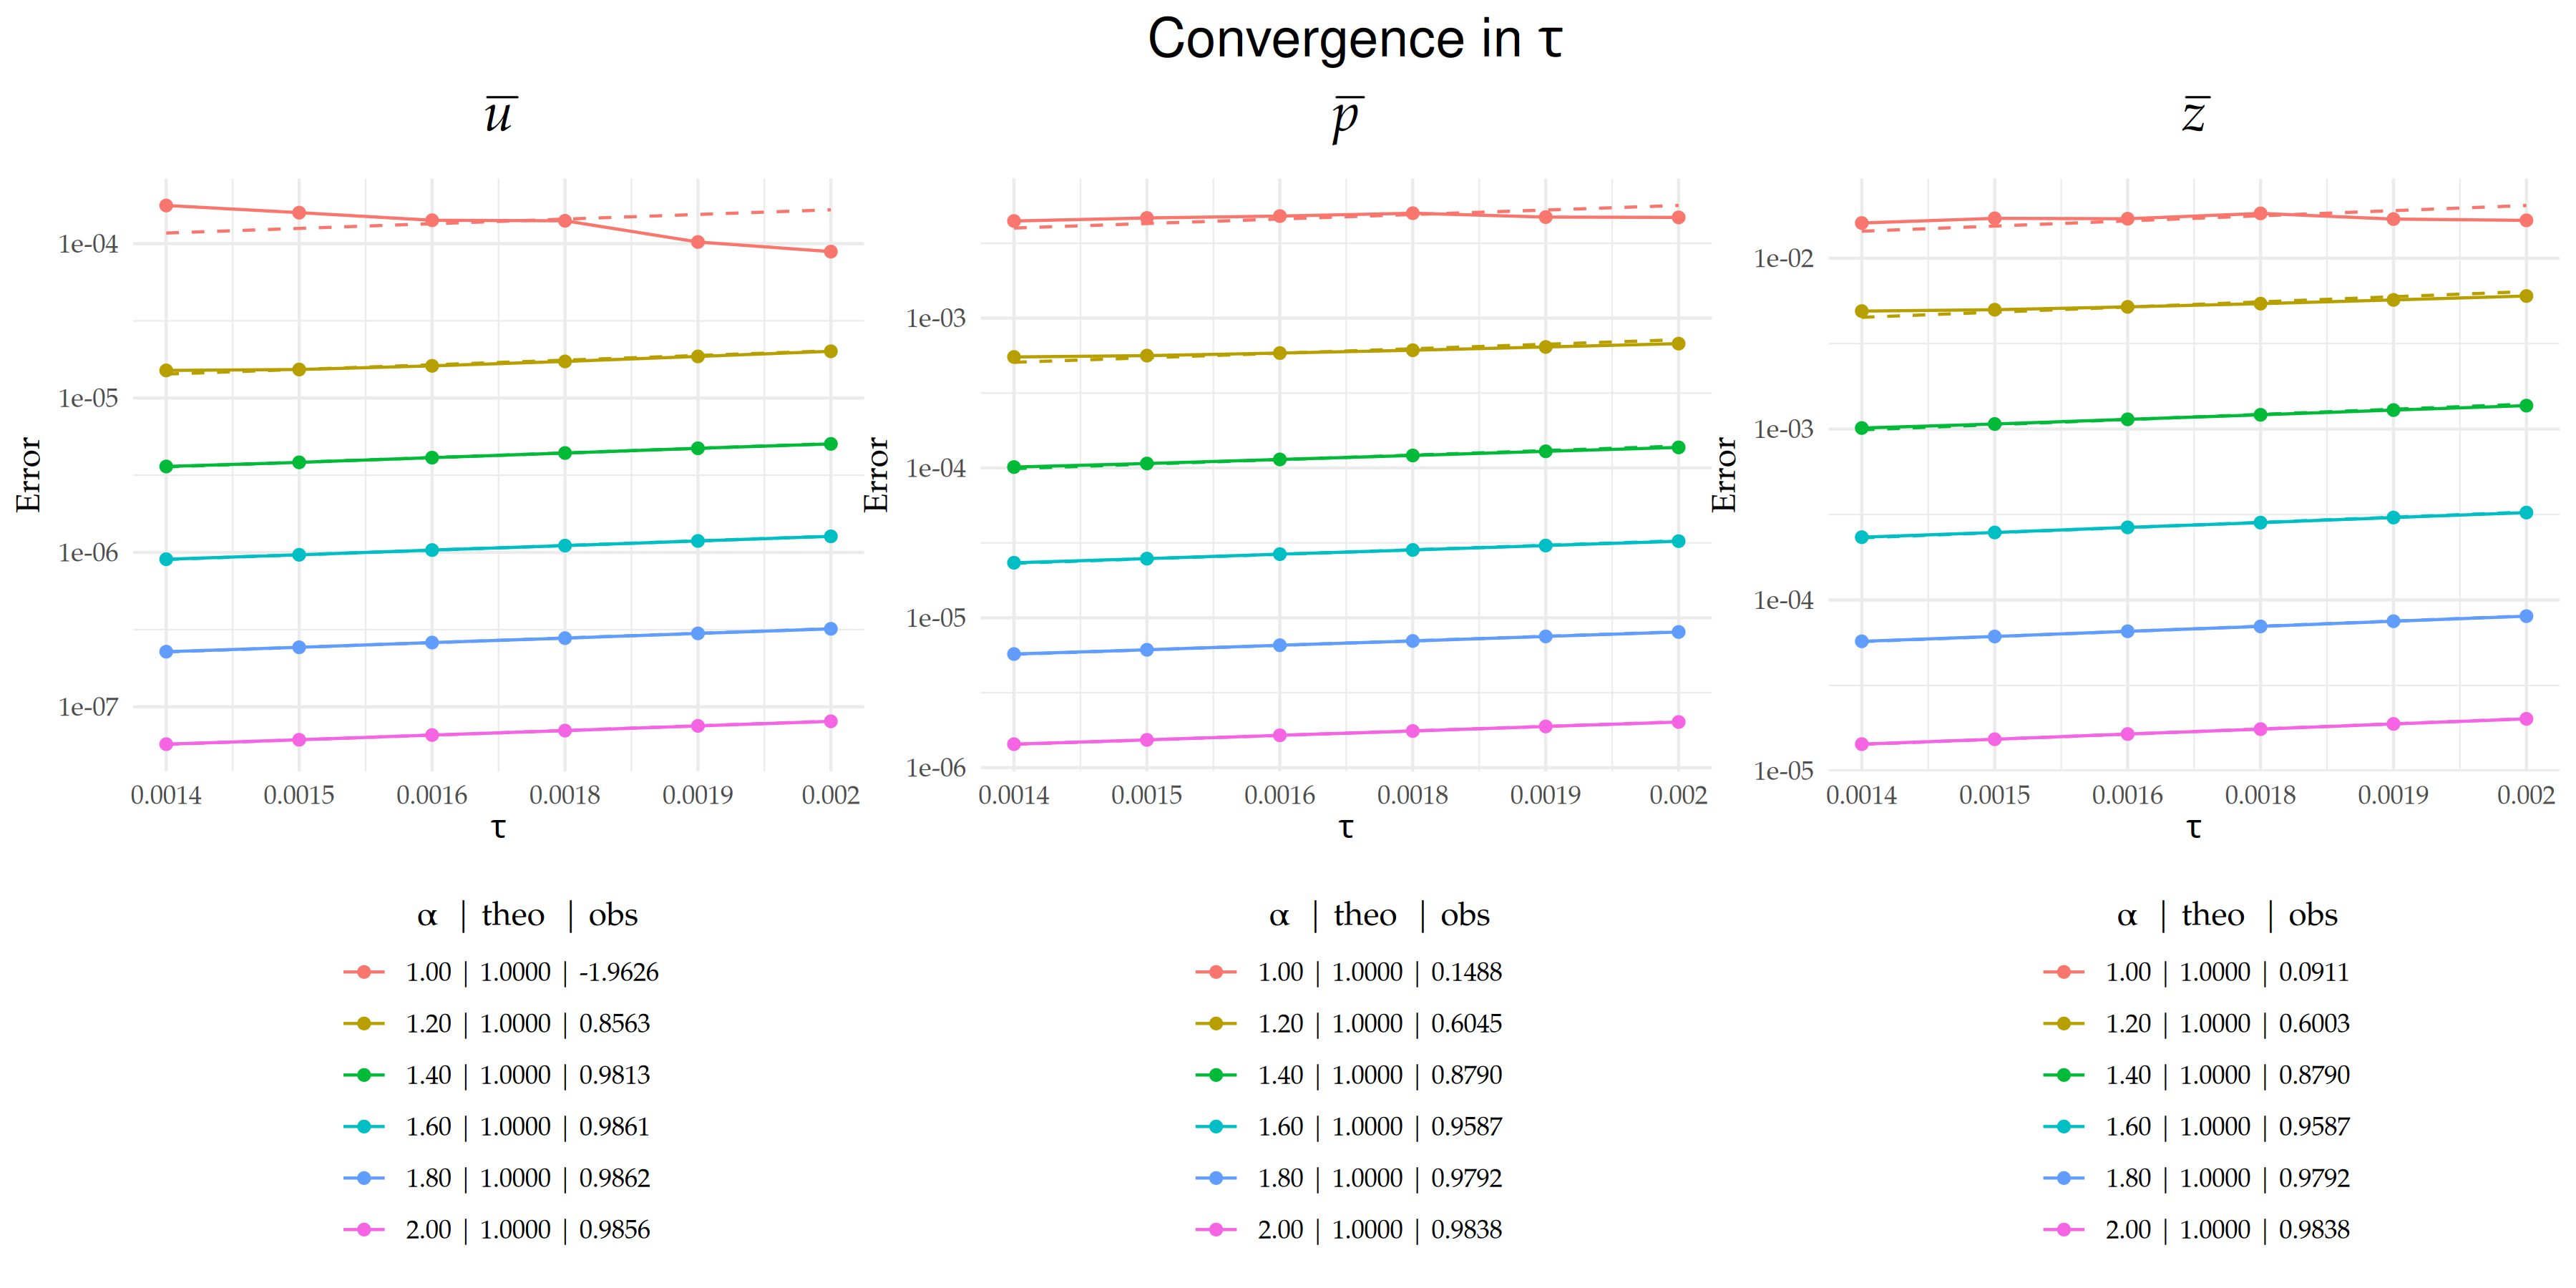 Convergence in τ
u̅
p̅
z̅
Error
1e-04
1e-05
1e-06
1e-07
0.0014 0.0015 0.0016 0.0018 0.0019 0.002
τ
Error
1e-03
1e-04
1e-05
1e-06
0.0014 0.0015 0.0016 0.0018 0.0019 0.002
τ
Error
1e-02
1e-03
1e-04
1e-05
0.0014 0.0015 0.0016 0.0018 0.0019 0.002
τ
α | theo | obs
1.00 | 1.0000 | -1.9626
1.20 | 1.0000 | 0.8563
1.40 | 1.0000 | 0.9813
1.60 | 1.0000 | 0.9861
1.80 | 1.0000 | 0.9862
2.00 | 1.0000 | 0.9856
α | theo | obs
1.00 | 1.0000 | 0.1488
1.20 | 1.0000 | 0.6045
1.40 | 1.0000 | 0.8790
1.60 | 1.0000 | 0.9587
1.80 | 1.0000 | 0.9792
2.00 | 1.0000 | 0.9838
α | theo | obs
1.00 | 1.0000 | 0.0911
1.20 | 1.0000 | 0.6003
1.40 | 1.0000 | 0.8790
1.60 | 1.0000 | 0.9587
1.80 | 1.0000 | 0.9792
2.00 | 1.0000 | 0.9838